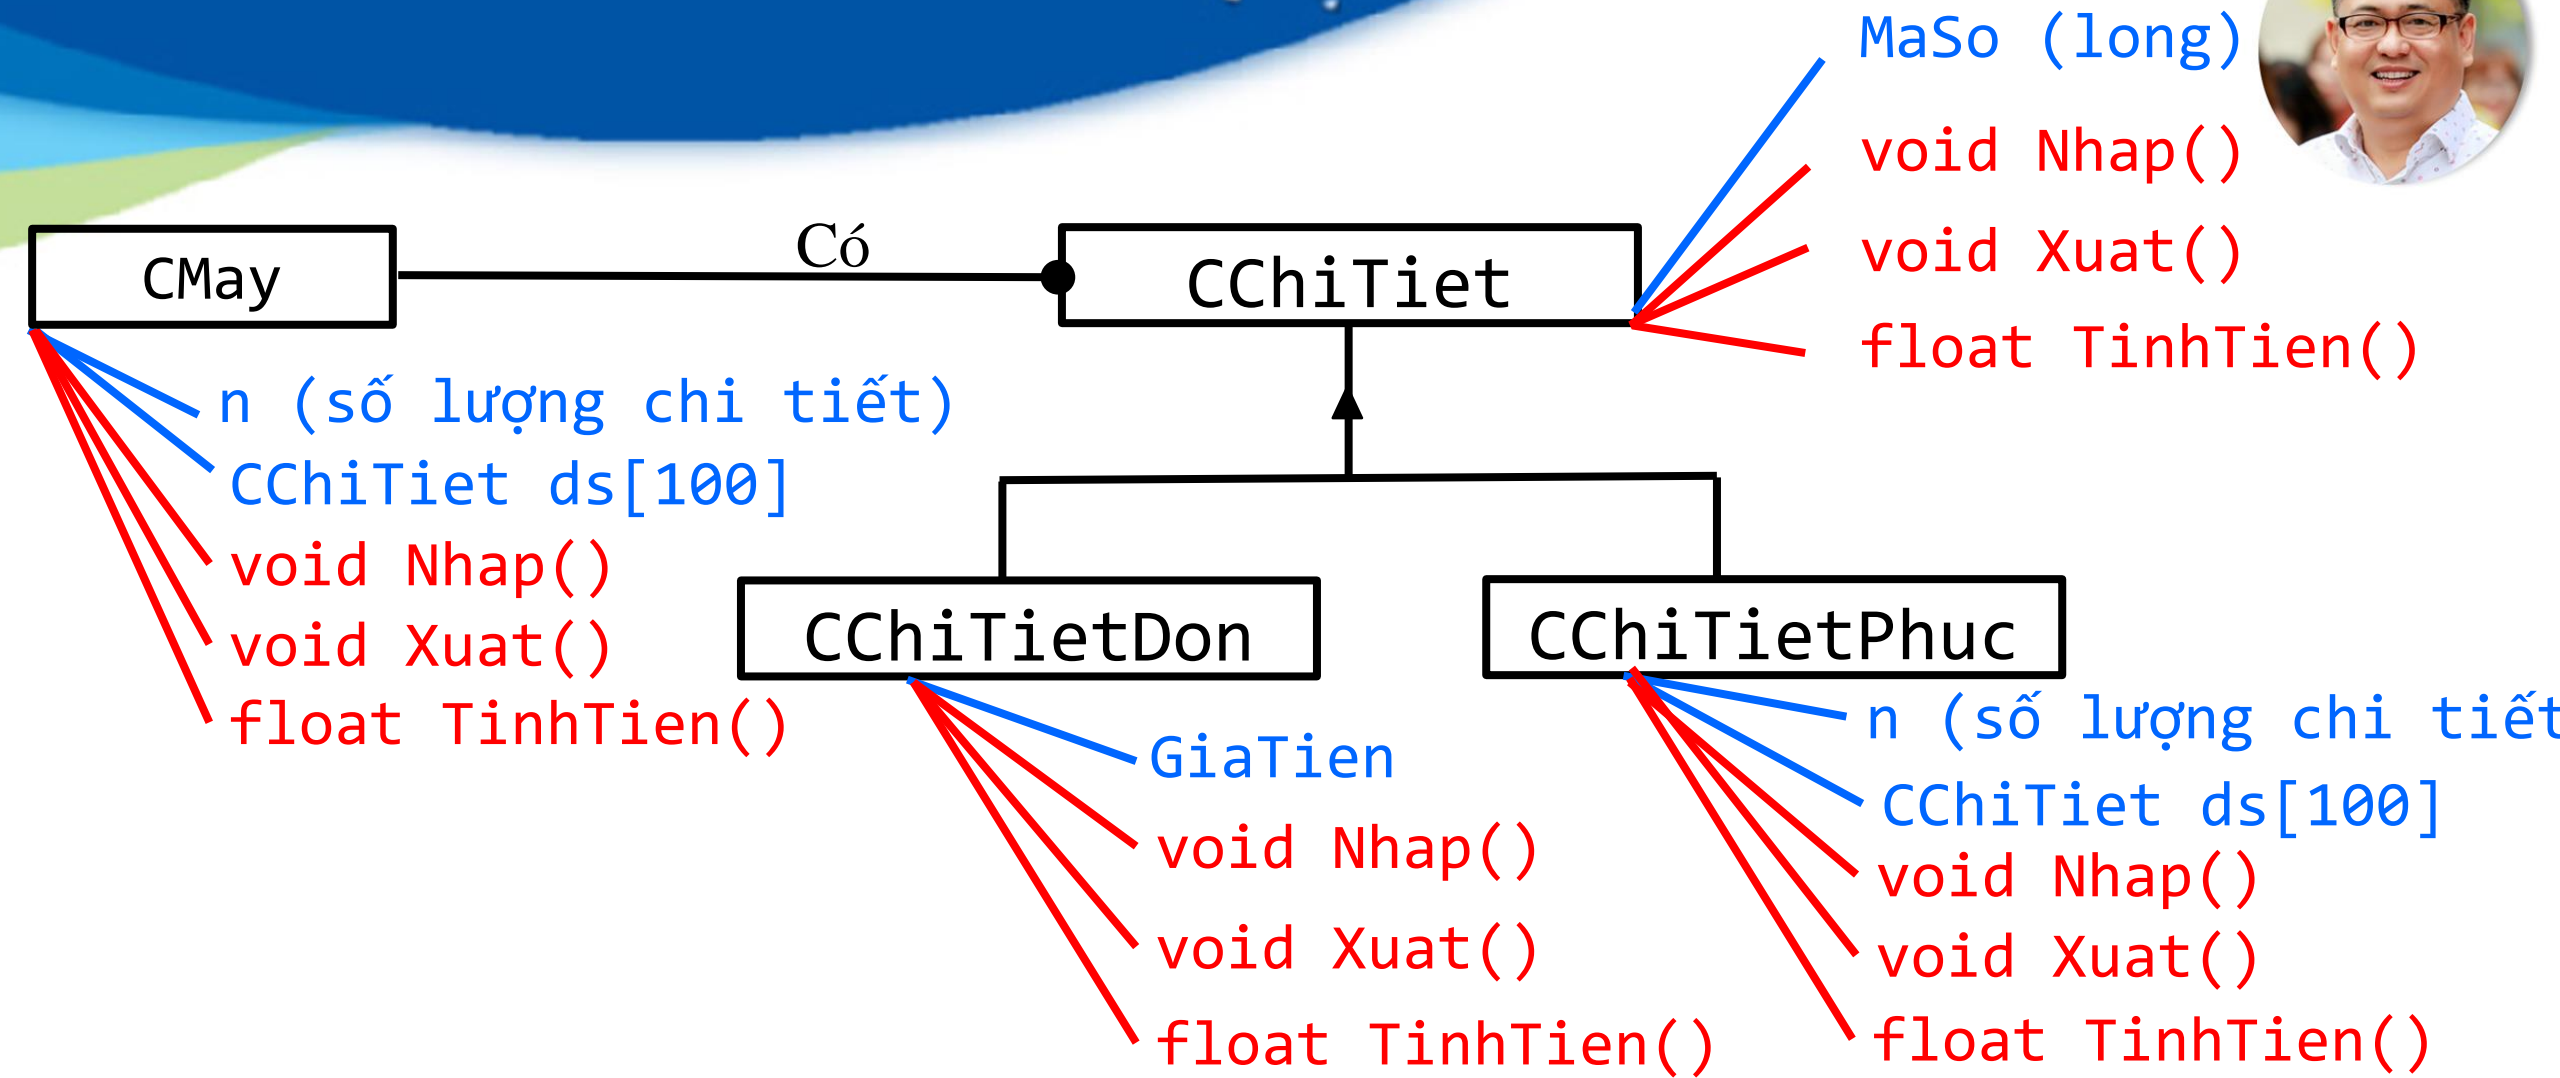 MaSo (long)
void Nhap()
void Xuat()
float TinhTien()
Có
CMay
CChiTiet
n (số lượng chi tiết)
CChiTiet ds[100]
void Nhap()
void Xuat()
float TinhTien()
CChiTietDon
GiaTien
void Nhap()
void Xuat()
float TinhTien()
CChiTietPhuc
n (số lượng chi tiết
CChiTiet ds[100]
void Nhap()
void Xuat()
float TinhTien()